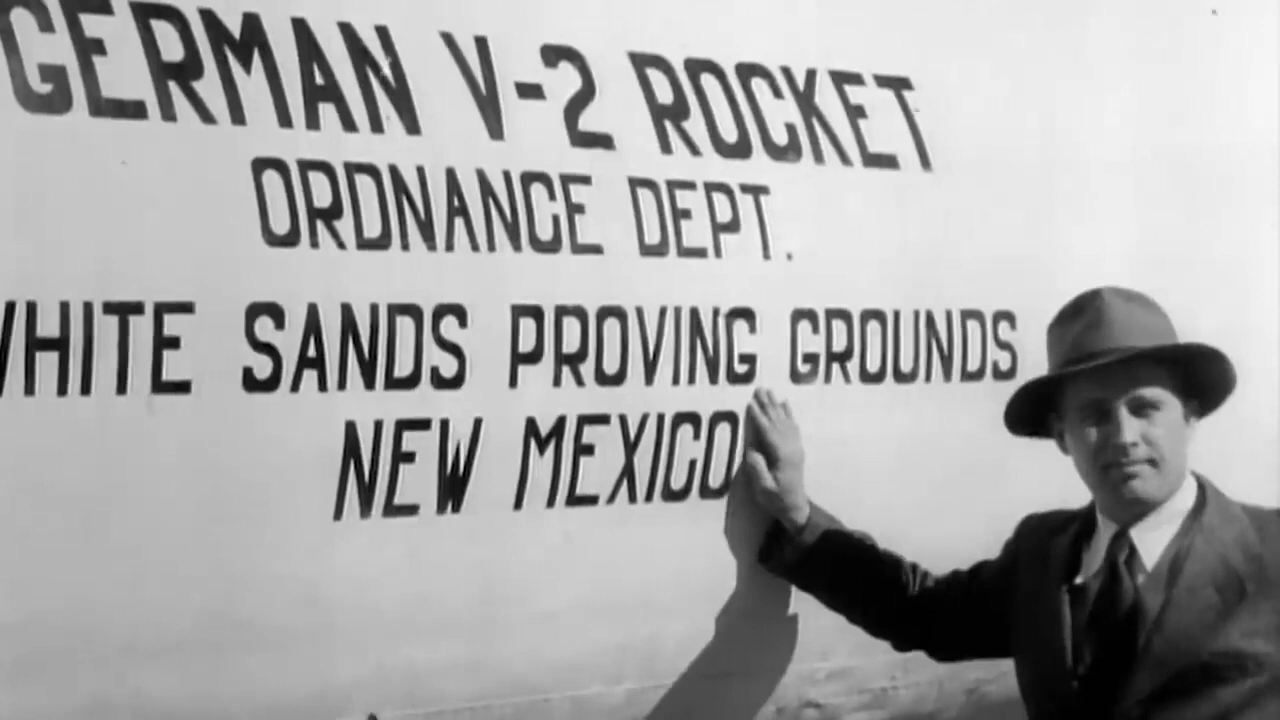 GERMAN V-2 ROCKET
ORDNANCE DEPT.
WHITE SANDS PROVING GROUNDS
NEW MEXICO